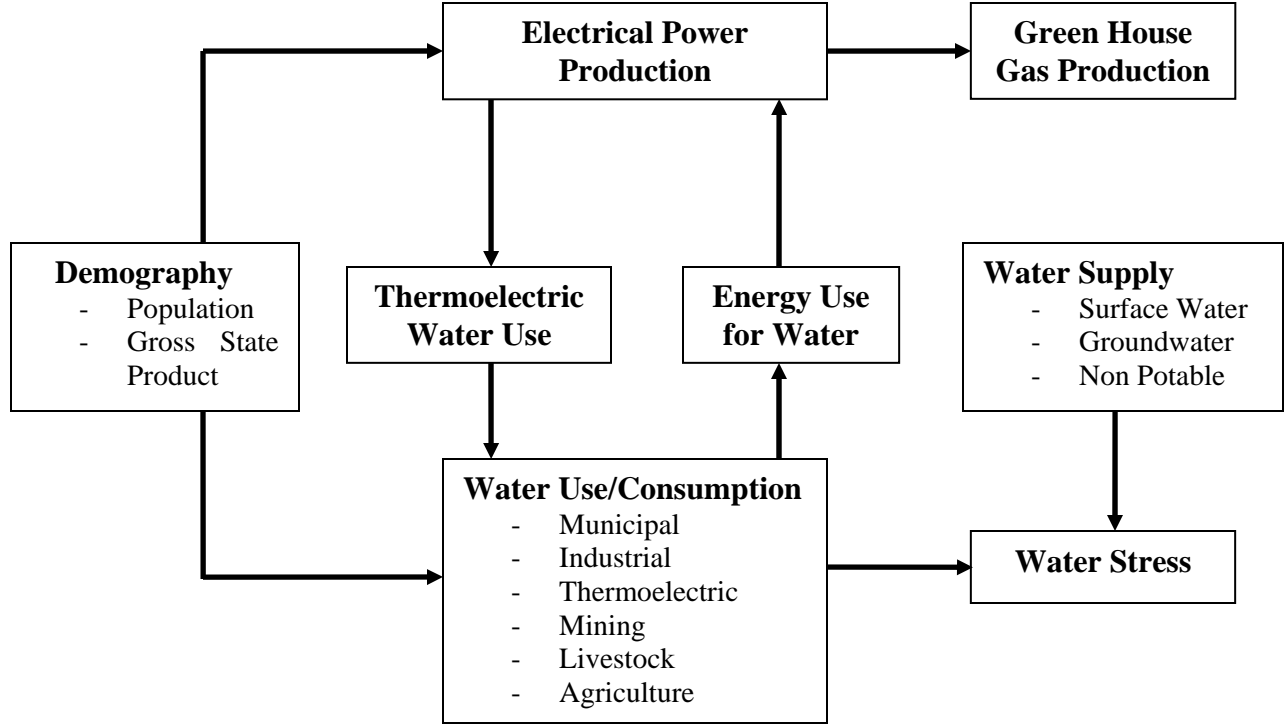 Electrical Power
Production
Green House
Gas Production
Demography
- Population
- Gross State
Product
Thermoelectric
Water Use
Energy Use
for Water
Water Supply
- Surface Water
- Groundwater
- Non Potable
Water Use/Consumption
- Municipal
- Industrial
- Thermoelectric
- Mining
- Livestock
- Agriculture
Water Stress